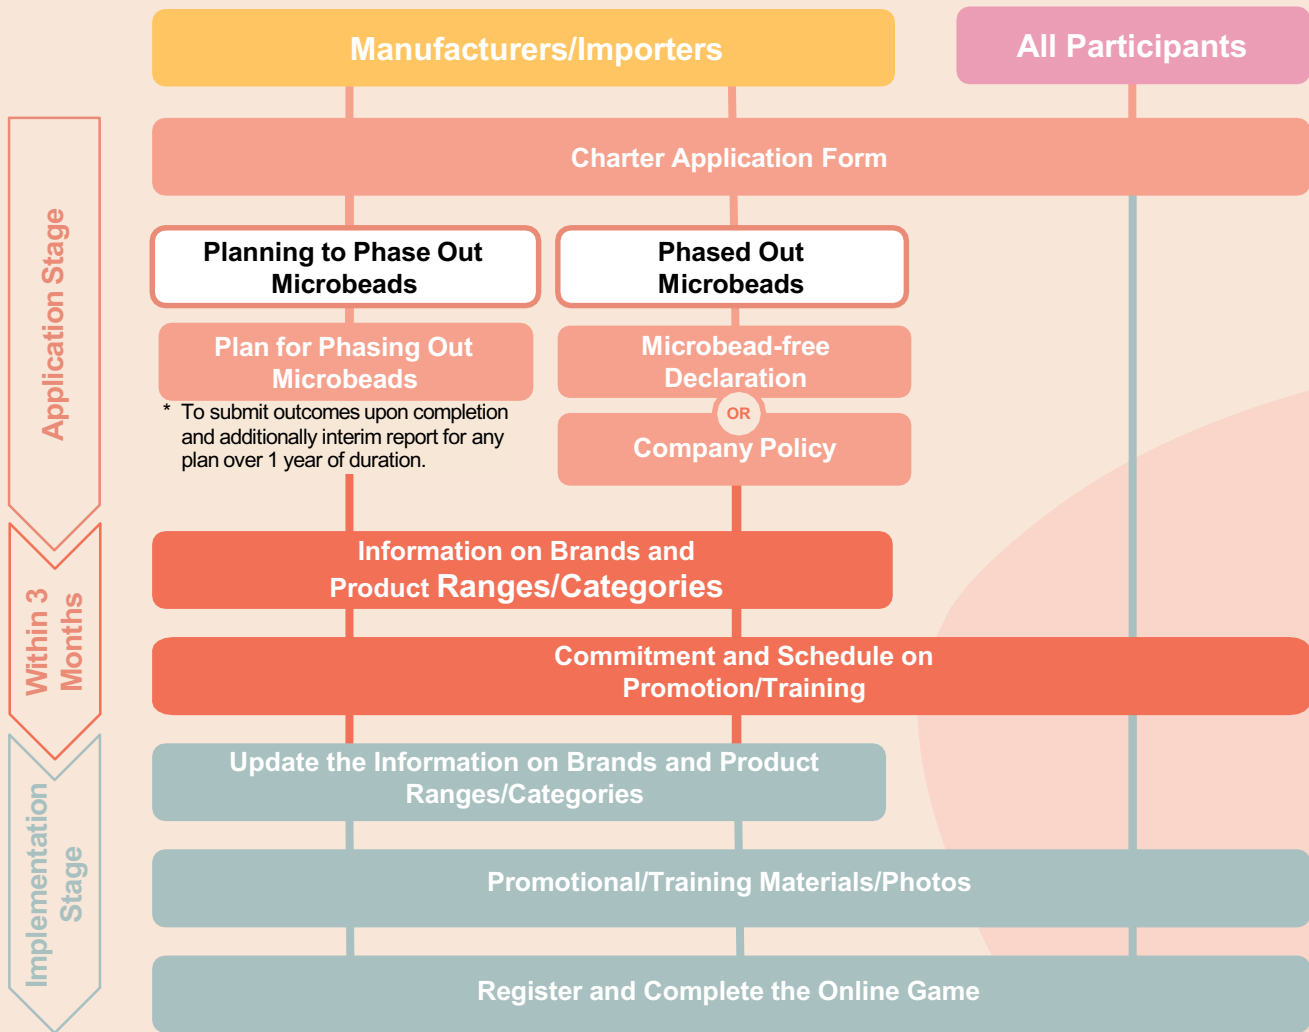 Manufacturers/Importers
All Participants
Application Stage
Charter Application Form
Planning to Phase Out
Microbeads
Phased Out
Microbeads
Plan for Phasing Out
Microbeads
Microbead-free
Declaration
* To submit outcomes upon completion
and additionally interim report for any
plan over 1 year of duration.
OR
Company Policy
Within 3
Months
Information on Brands and
Product Ranges/Categories
Commitment and Schedule on
Promotion/Training
Implementation
Stage
Update the Information on Brands and Product
Ranges/Categories
Promotional/Training Materials/Photos
Register and Complete the Online Game